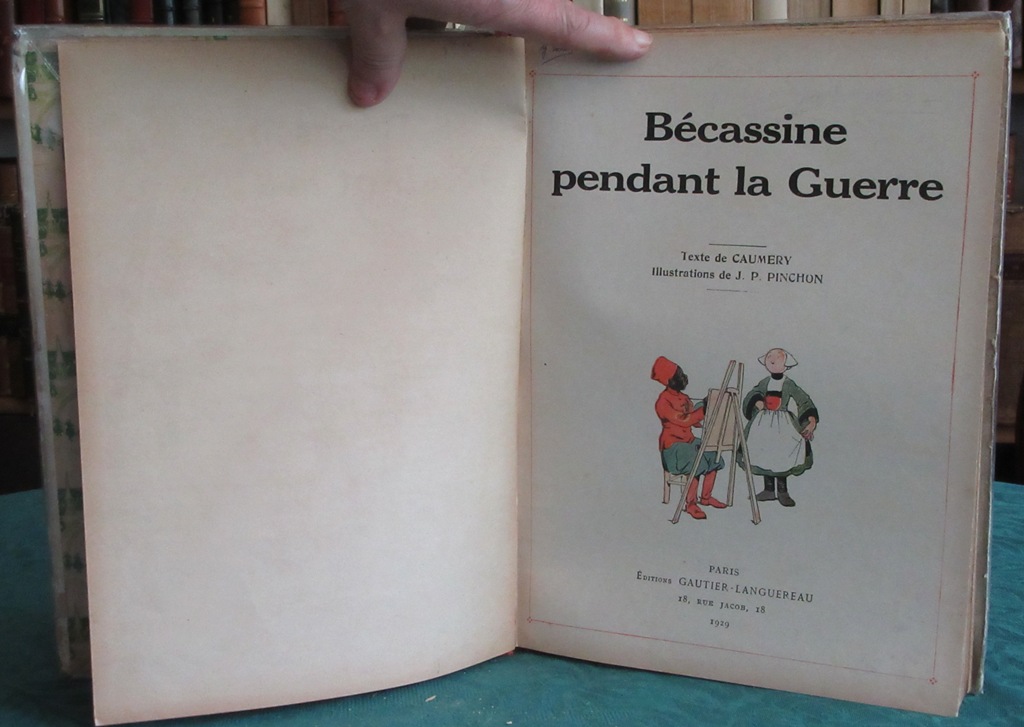 Bécassine
pendant la Guerre
Texte de CAUMERY
Illustrations de J. P. PINCHON
PARIS
ÉDITIONS GAUTIER-LANGUEREAU
18, RUE JACOB, 18
1929